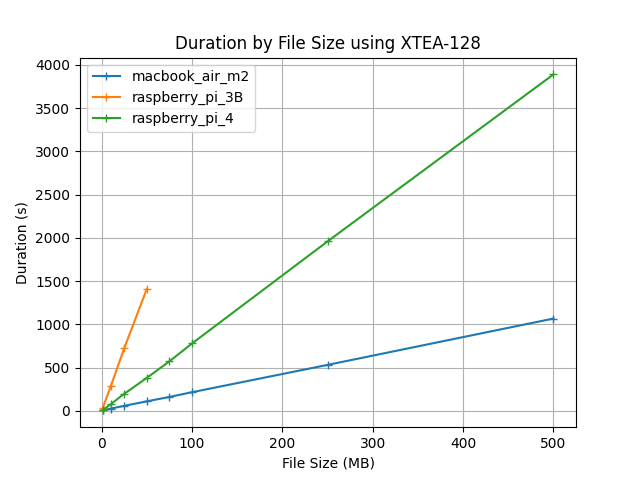 Duration by File Size using XTEA-128
macbook_air_m2
raspberry_pi_3B
raspberry_pi_4
Duration (s)
4000
3500
3000
2500
2000
1500
1000
500
0
0 100 200 300 400 500
File Size (MB)